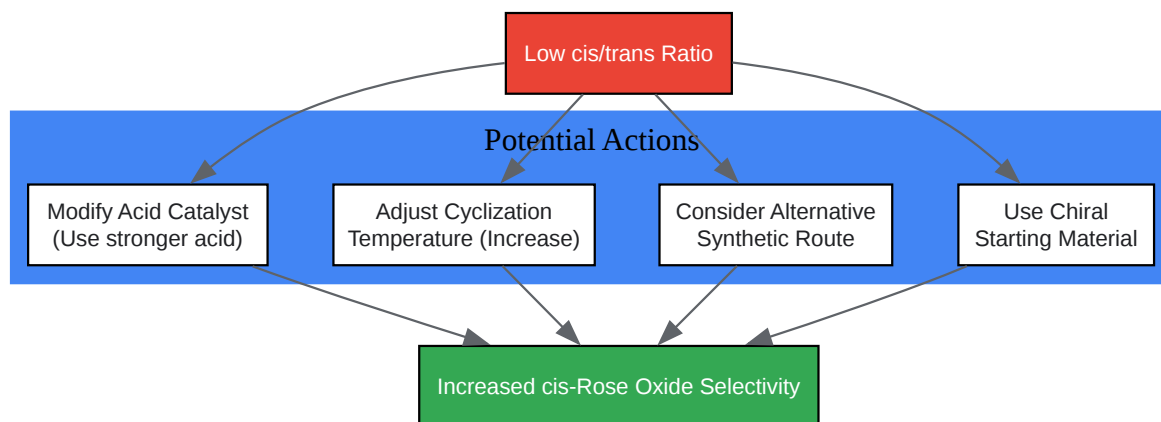 Low cis/trans Ratio
Potential Actions
Modify Acid Catalyst
(Use stronger acid)
Adjust Cyclization
Temperature (Increase)
Consider Alternative
Synthetic Route
Use Chiral
Starting Material
Increased cis-Rose Oxide Selectivity